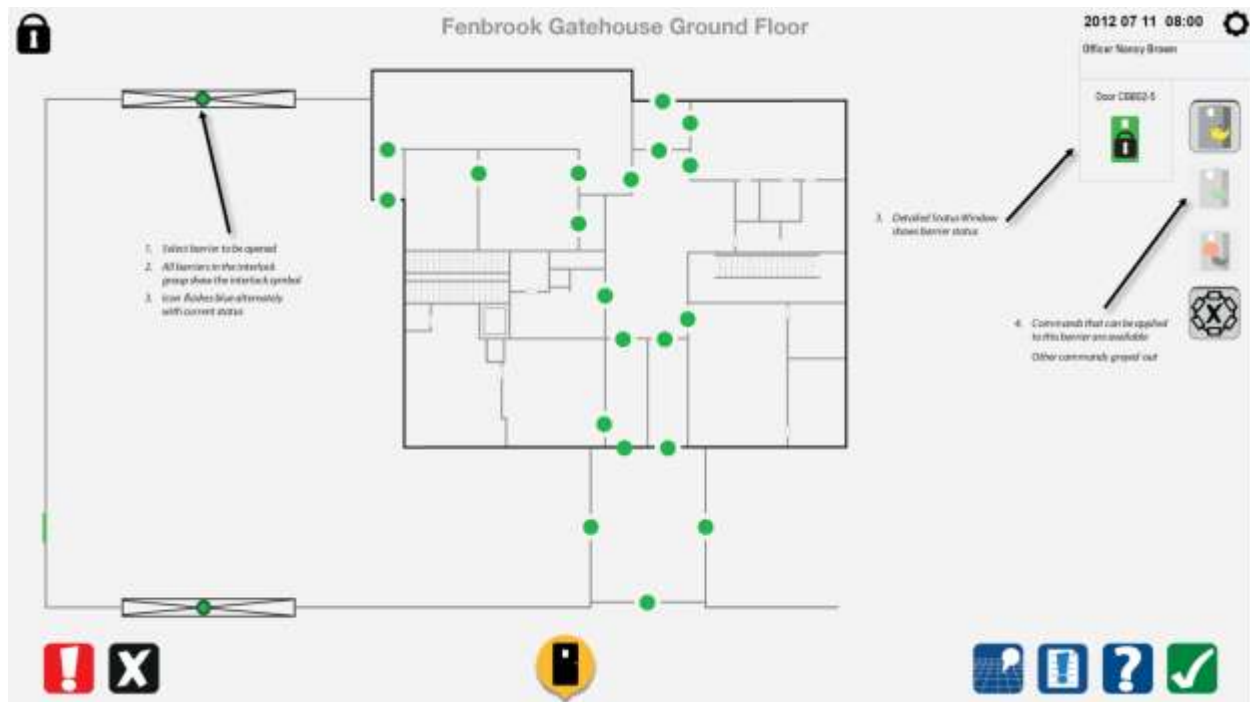 Fenbrook Gatehouse Ground Floor
2012 07 11 08:00
Officer Nancy Brown
Door CB802-5
1. Select barrier to be opened
2. All barriers in the interlock
group show the interlock symbol
3. Icon flashes blue alternately
with current status
3. Detailed Status Window
shows barrier status
4. Commands that can be applied
to this barrier are available
Other commands greyed out
X
! X ! ?